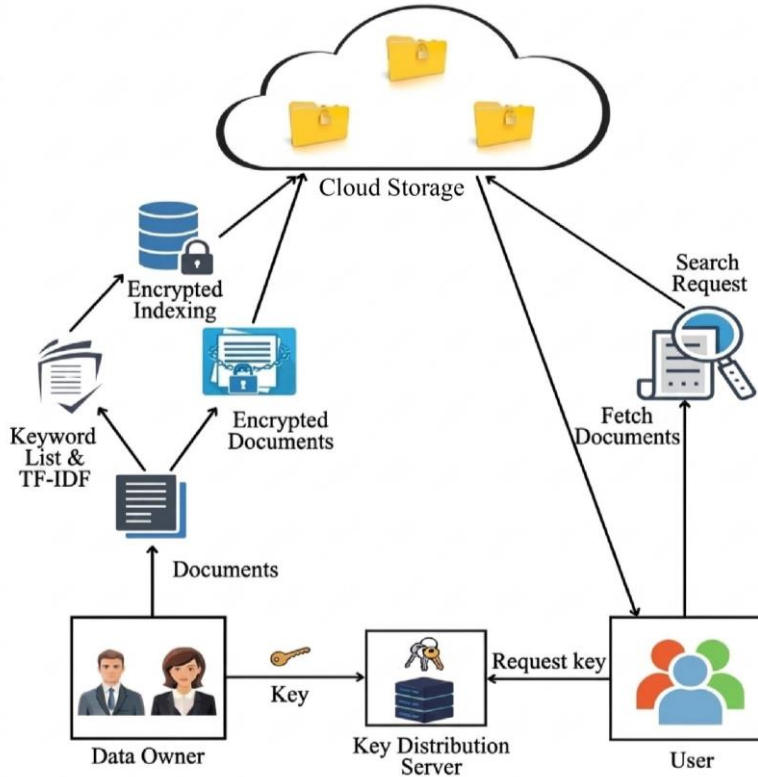 Cloud Storage
Encrypted
Indexing
Search
Request
Keyword
List &
TF-IDF
Encrypted
Documents
Fetch
Documents
Documents
Key
Request key
Data Owner
Key Distribution
Server
User